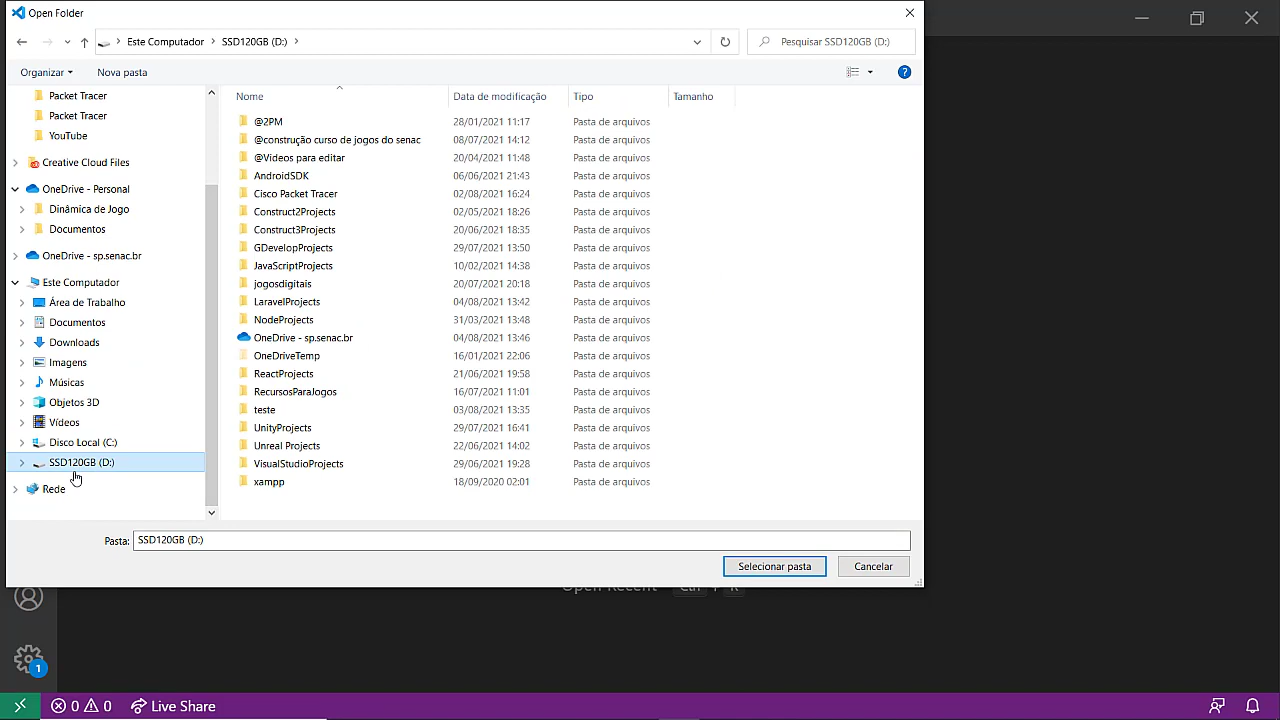 Open Folder
Este Computador
SSD120GB (D:)
Pesquisar SSD120GB (D:)
Organizar
Nova pasta
?
Packet Tracer
Packet Tracer
YouTube
Creative Cloud Files
OneDrive - Personal
Dinâmica de Jogo
Documentos
OneDrive - sp.senac.br
Este Computador
Área de Trabalho
Documentos
Downloads
Imagens
Músicas
Objetos 3D
Vídeos
Disco Local (C:)
SSD120GB (D:)
Rede
Nome Data de modificação Tipo Tamanho
@2PM 28/01/2021 11:17 Pasta de arquivos
@construção curso de jogos do senac 08/07/2021 14:12 Pasta de arquivos
@Vídeos para editar 20/04/2021 11:48 Pasta de arquivos
AndroidSDK 06/06/2021 21:43 Pasta de arquivos
Cisco Packet Tracer 02/08/2021 16:24 Pasta de arquivos
Construct2Projects 02/05/2021 18:26 Pasta de arquivos
Construct3Projects 20/06/2021 18:35 Pasta de arquivos
GDevelopProjects 29/07/2021 13:50 Pasta de arquivos
JavaScriptProjects 10/02/2021 14:38 Pasta de arquivos
jogosdigitais 20/07/2021 20:18 Pasta de arquivos
LaravelProjects 04/08/2021 13:42 Pasta de arquivos
NodeProjects 31/03/2021 13:48 Pasta de arquivos
OneDrive - sp.senac.br 04/08/2021 13:46 Pasta de arquivos
OneDriveTemp 16/01/2021 22:06 Pasta de arquivos
ReactProjects 21/06/2021 19:58 Pasta de arquivos
RecursosParaJogos 16/07/2021 11:01 Pasta de arquivos
teste 03/08/2021 13:35 Pasta de arquivos
UnityProjects 29/07/2021 16:41 Pasta de arquivos
Unreal Projects 22/06/2021 14:02 Pasta de arquivos
VisualStudioProjects 29/06/2021 19:28 Pasta de arquivos
xampp 18/09/2020 02:01 Pasta de arquivos
Pasta: SSD120GB (D:)
Selecionar pasta
Cancelar
Open Recent Ctrl + R
1
0 0 Live Share